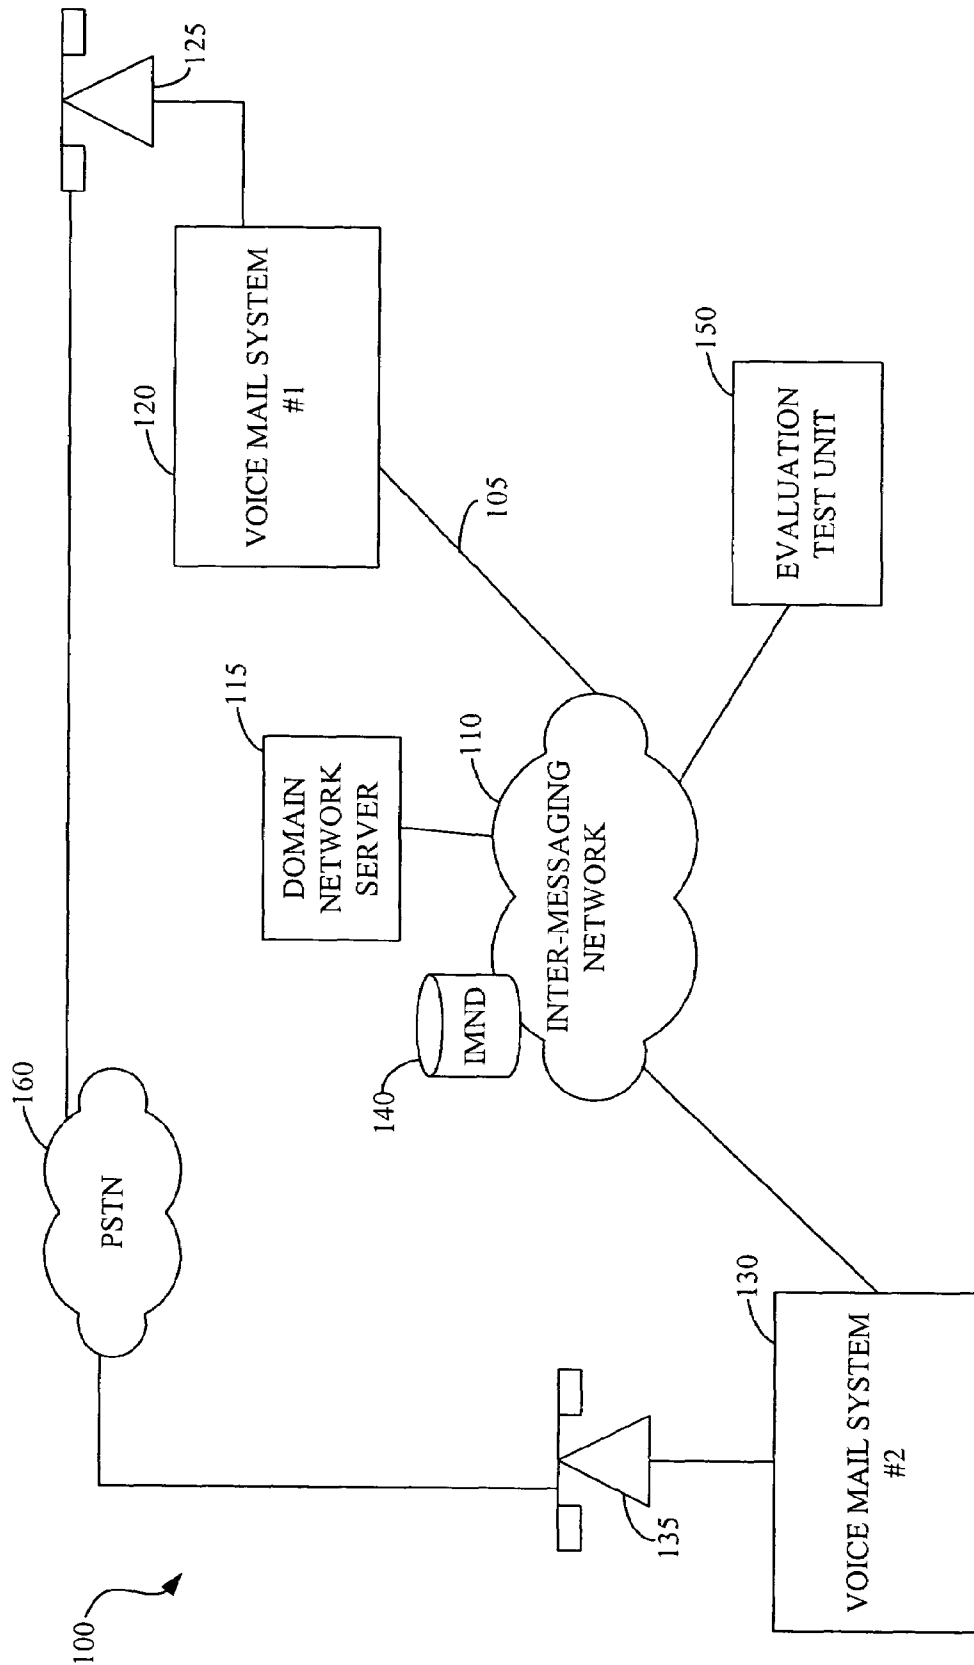 100
160
PSTN
125
135
120
VOICE MAIL SYSTEM
#1
115
DOMAIN
NETWORK
SERVER
105
110
140
IMND
INTER-MESSAGING
NETWORK
150
EVALUATION
TEST UNIT
130
VOICE MAIL SYSTEM
#2